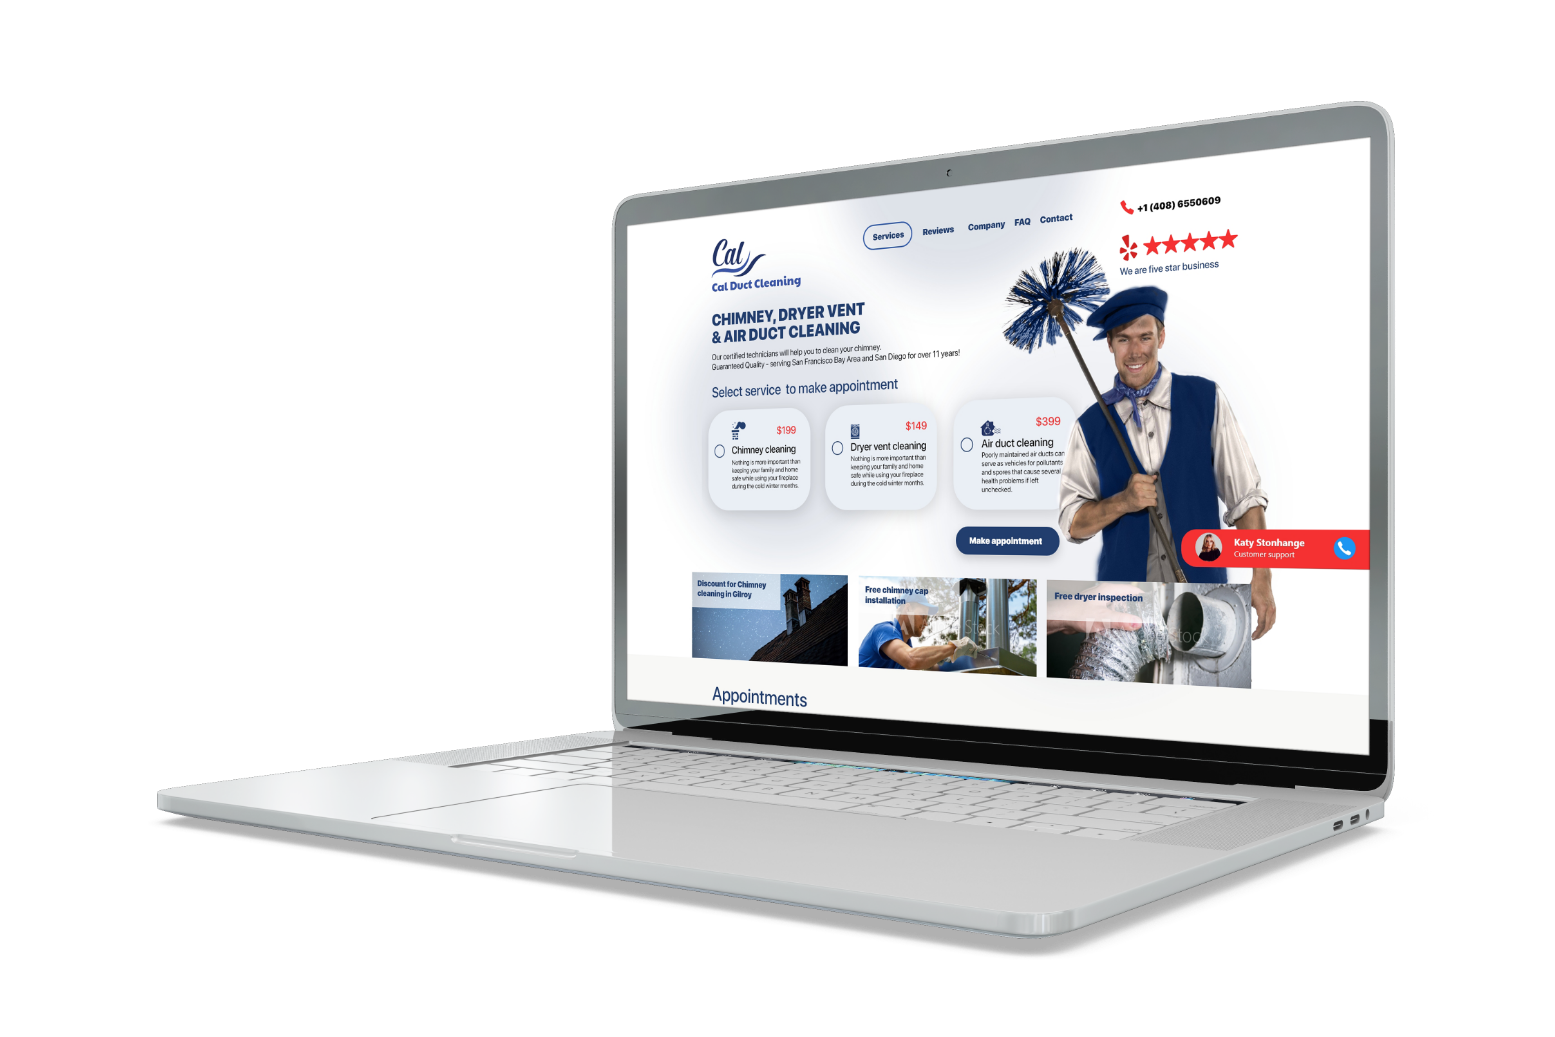 +1 (408) 6550609
Services
Reviews
Company
FAQ
Contact
We are five star business
Cal
Cal Duct Cleaning
CHIMNEY, DRYER VENT
& AIR DUCT CLEANING
Our certified technicians will help you to clean your chimney.
Guaranteed Quality - serving San Francisco Bay Area and San Diego for over 11 years!
Select service to make appointment
$199
Chimney cleaning
Nothing is more important than
keeping your family and home
safe while using your fireplace
during the cold winter months.
$149
Dryer vent cleaning
Nothing is more important than
keeping your family and home
safe while using your fireplace
during the cold winter months.
$399
Air duct cleaning
Poorly maintained air ducts can
serve as vehicles for pollutants
and spores that cause several
health problems if left
unchecked.
Make appointment
Katy Stonhange
Customer support
Discount for Chimney
cleaning in Gilroy
Free chimney cap
installation
Free dryer inspection
Appointments